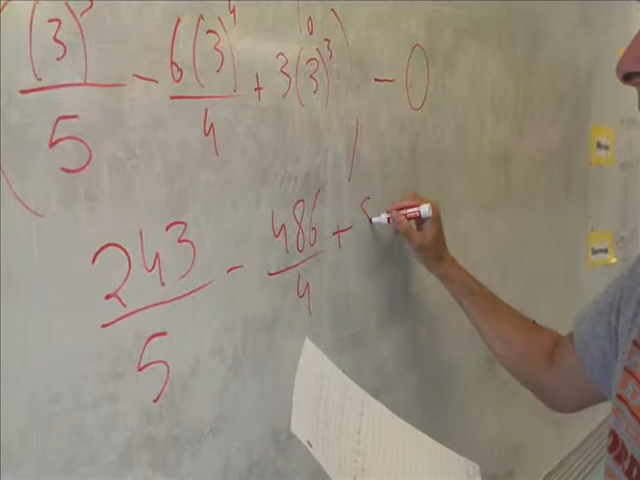 (3)^5/5 - 6(3)^4/4 + 3(3)^3 - 0
243/5 - 486/4 +